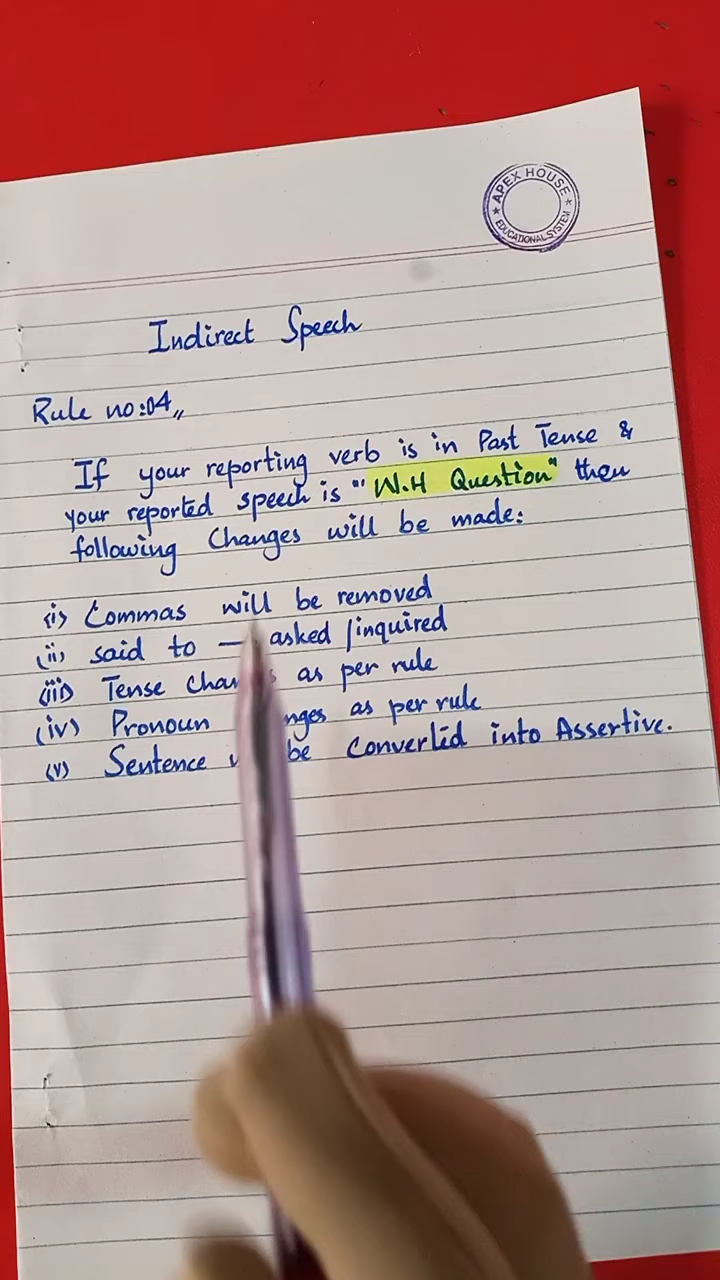 ★ APEX HOUSE ★
EDUCATIONAL SYSTEM
Indirect Speech
Rule no:04,,
If your reporting verb is in Past Tense &
your reported speech is "W.H Question" then
following Changes will be made:
(i) Commas will be removed
(ii) said to — asked /inquired
(iii) Tense as per rule
(iv) Pronoun as per rule
(v) Sentence be converted into Assertive.